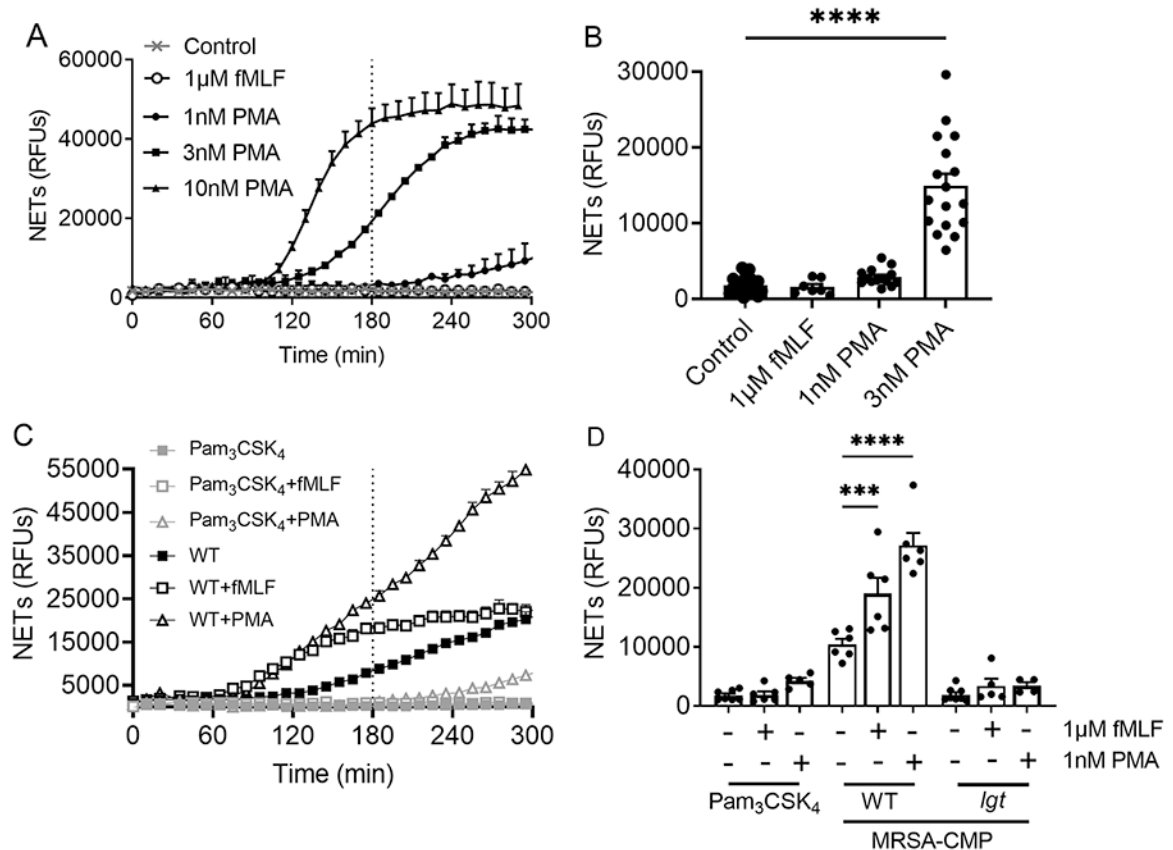 A
Control
1µM fMLF
1nM PMA
3nM PMA
10nM PMA
NETs (RFUs)
60000
40000
20000
0
0 60 120 180 240 300
Time (min)
B
****
NETs (RFUs)
30000
20000
10000
0
Control
1µM fMLF
1nM PMA
3nM PMA
C
Pam₃CSK₄
Pam₃CSK₄+fMLF
Pam₃CSK₄+PMA
WT
WT+fMLF
WT+PMA
NETs (RFUs)
55000
45000
35000
25000
15000
5000
0 60 120 180 240 300
Time (min)
D
****
***
NETs (RFUs)
40000
30000
20000
10000
0
- + - - + - - + - 1µM fMLF
- - + - - + - - + 1nM PMA
Pam₃CSK₄ WT lgt
MRSA-CMP